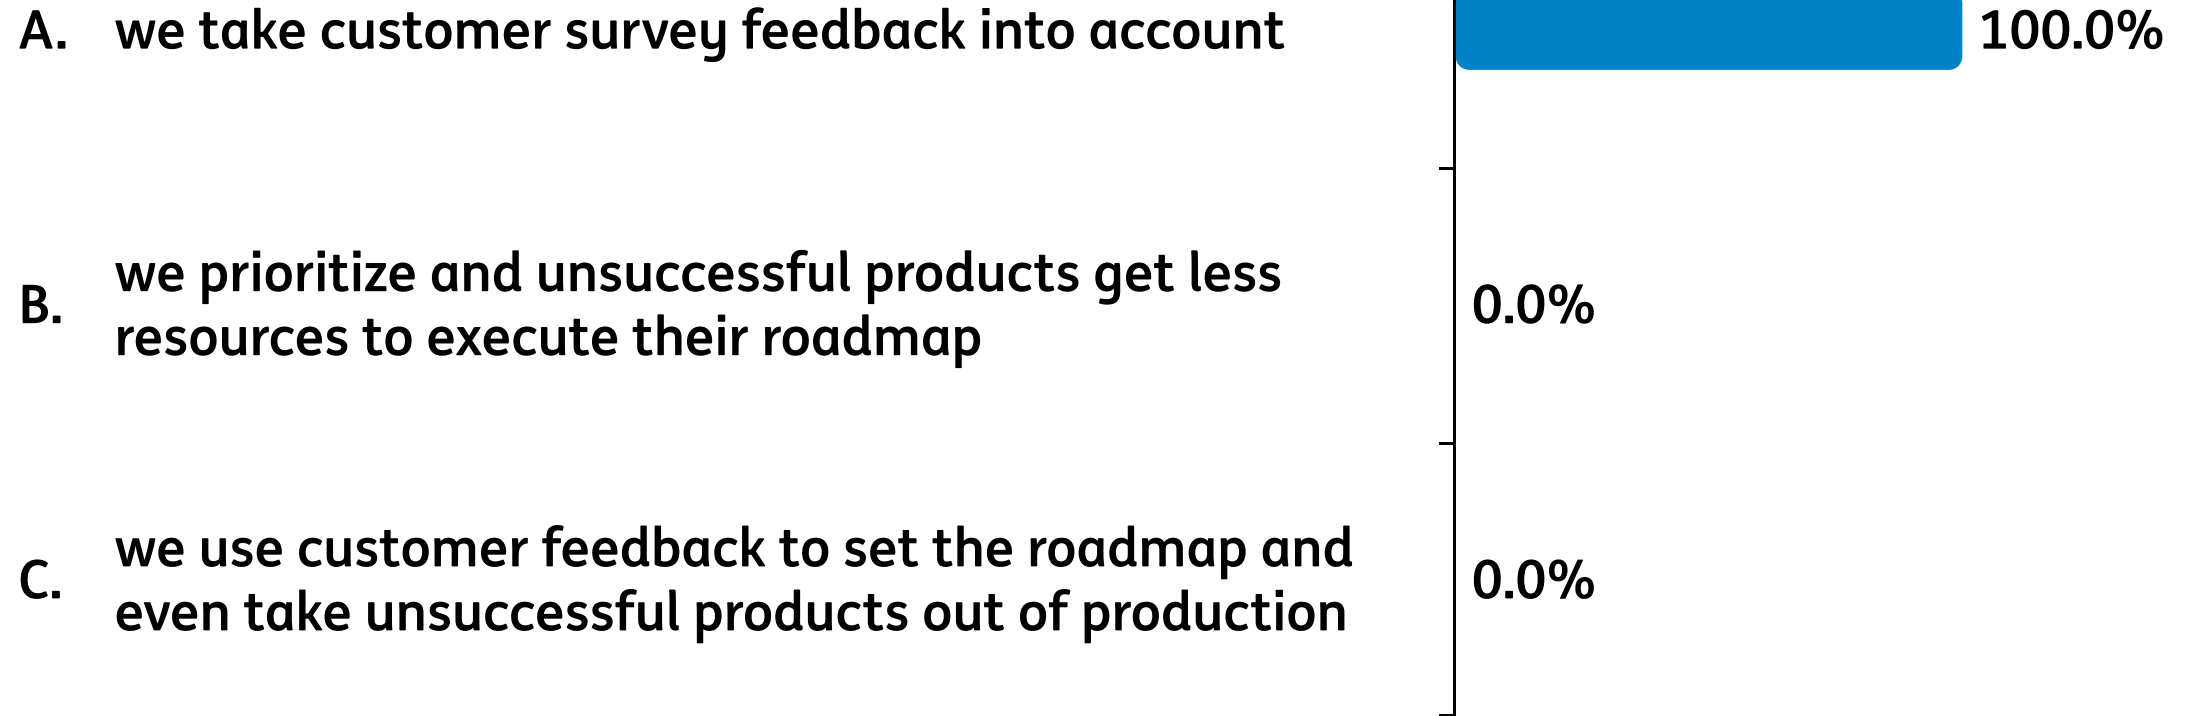 A. we take customer survey feedback into account 100.0%
B. we prioritize and unsuccessful products get less
resources to execute their roadmap 0.0%
C. we use customer feedback to set the roadmap and
even take unsuccessful products out of production 0.0%